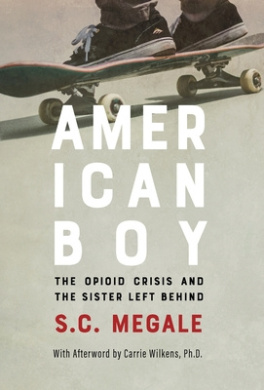 AMER
ICAN
BOY
THE OPIOID CRISIS AND
THE SISTER LEFT BEHIND
S.C. MEGALE
With Afterword by Carrie Wilkens, Ph.D.